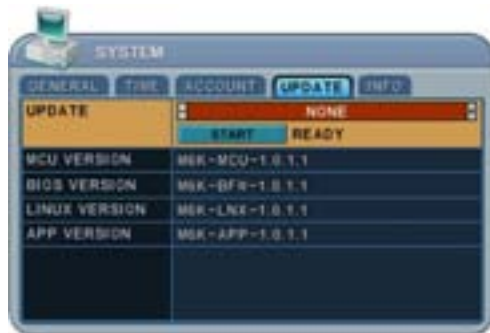 SYSTEM
GENERAL TIME ACCOUNT UPDATE INFO
UPDATE NONE
START READY
MCU VERSION M6K-MCU-1.0.1.1
BIOS VERSION M6K-BFN-1.0.1.1
LINUX VERSION M6K-LNX-1.0.1.1
APP VERSION M6K-APP-1.0.1.1